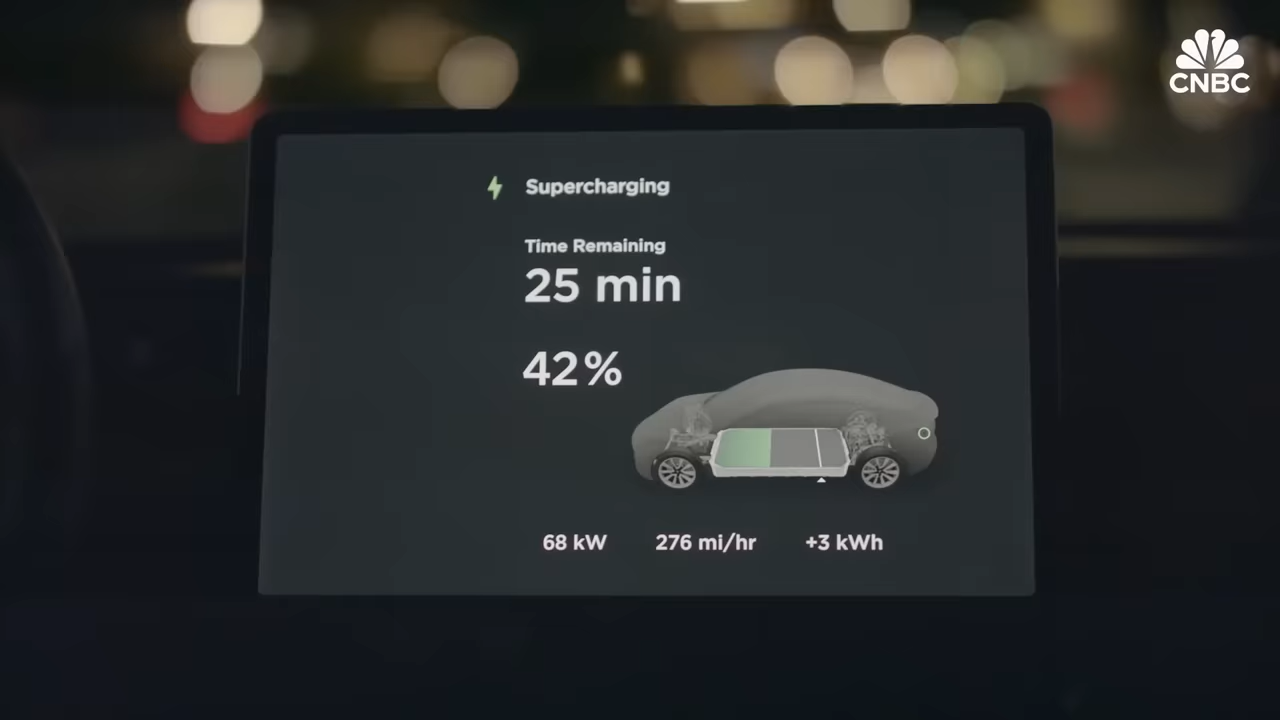 CNBC
Supercharging
Time Remaining
25 min
42%
68 kW 276 mi/hr +3 kWh